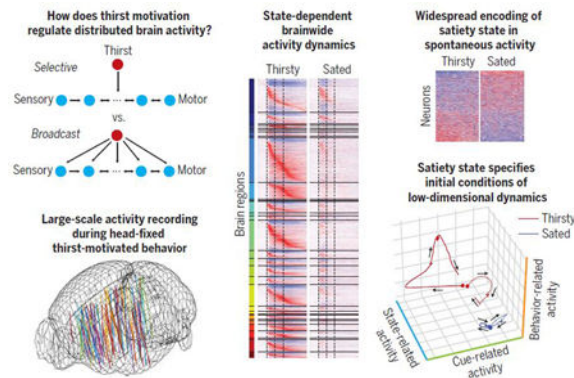 How does thirst motivation
regulate distributed brain activity?
Thirst
Selective
Sensory
...
Motor
vs.
Broadcast
Sensory
...
Motor
Large-scale activity recording
during head-fixed
thirst-motivated behavior
State-dependent
brainwide
activity dynamics
Thirsty
Sated
Brain regions
Widespread encoding of
satiety state in
spontaneous activity
Thirsty
Sated
Neurons
Satiety state specifies
initial conditions of
low-dimensional dynamics
Thirsty
Sated
State-related
activity
Cue-related
activity
Behavior-related
activity